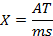 X = AT/ms